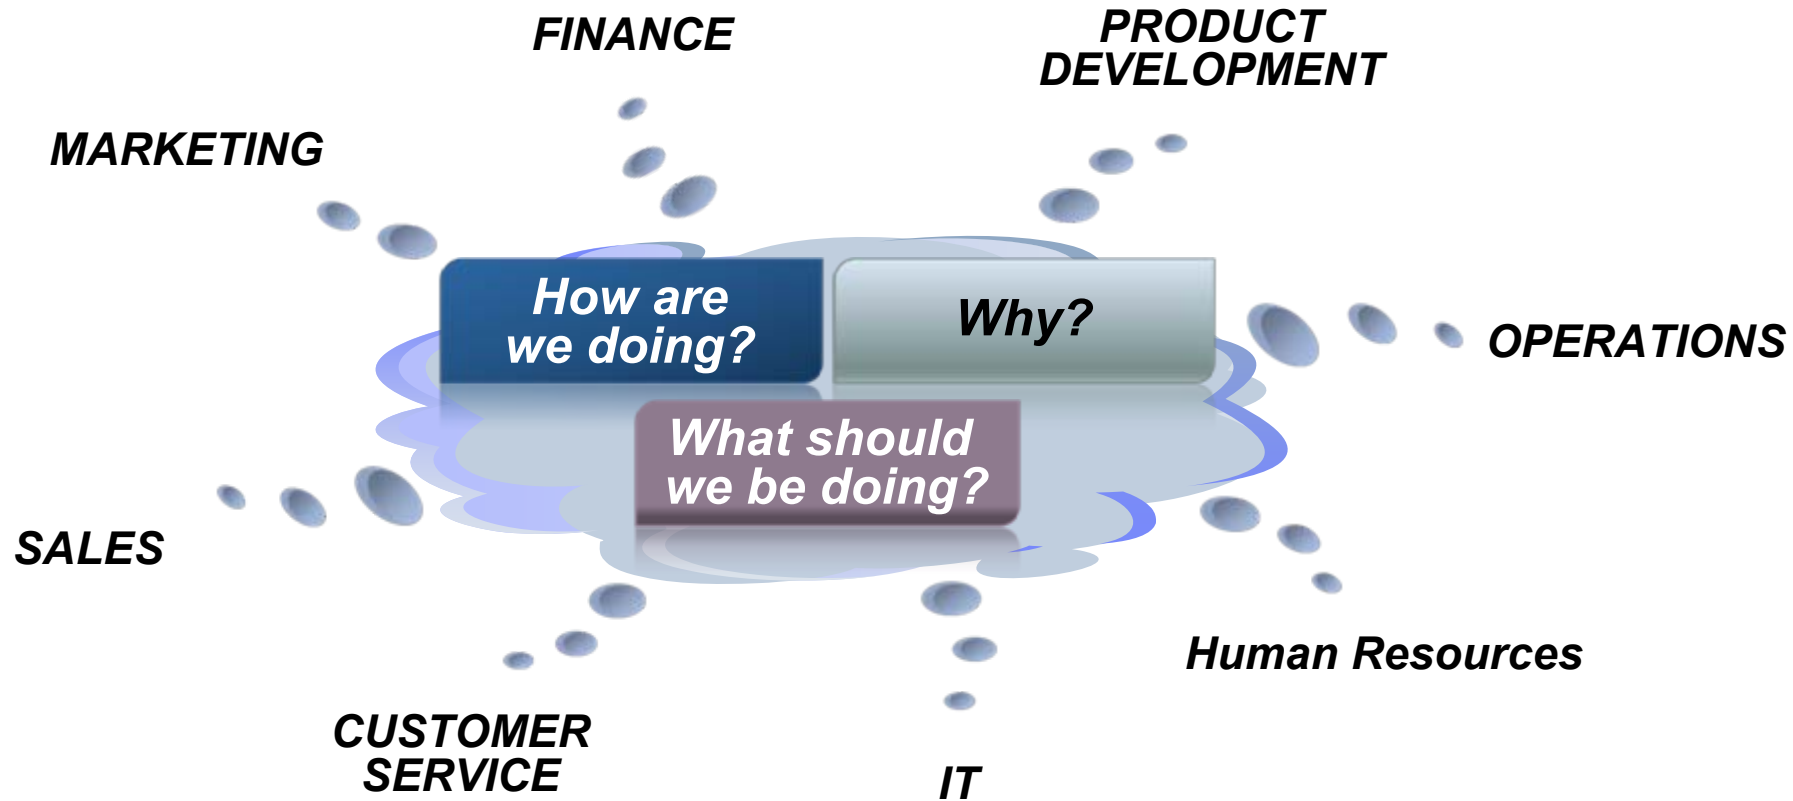 FINANCE
PRODUCT
DEVELOPMENT
MARKETING
How are
we doing?
Why?
OPERATIONS
What should
we be doing?
SALES
Human Resources
CUSTOMER
SERVICE
IT